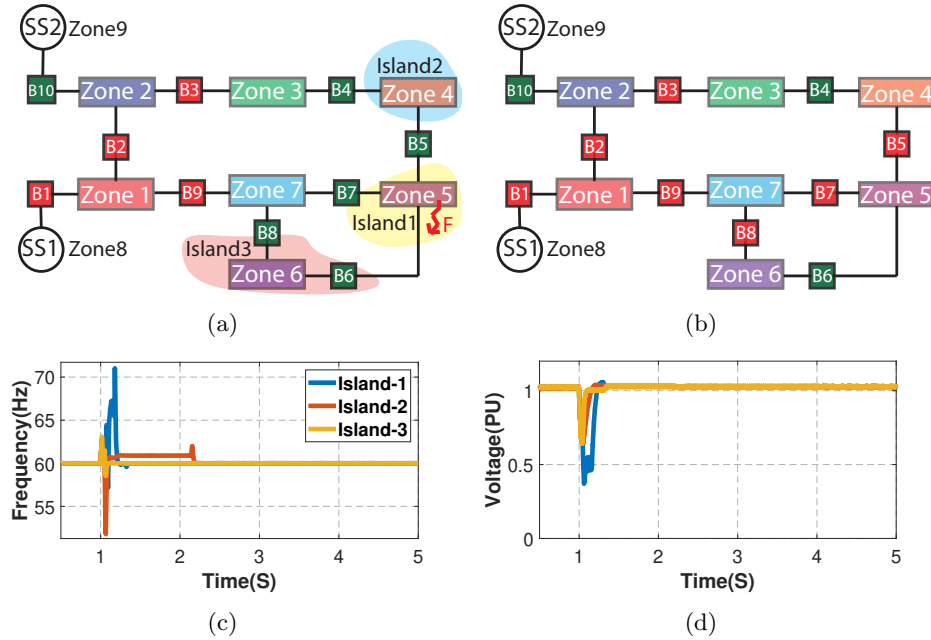 SS2 Zone9
B10 Zone 2 B3 Zone 3 B4 Island2 Zone 4
B2 B5
B1 Zone 1 B9 Zone 7 B7 Zone 5
SS1 Zone8 Island3 B8 Island1 F
Zone 6 B6
(a)
SS2 Zone9
B10 Zone 2 B3 Zone 3 B4 Zone 4
B2 B5
B1 Zone 1 B9 Zone 7 B7 Zone 5
SS1 Zone8 B8
Zone 6 B6
(b)
Frequency(Hz)
70
65
60
55
Island-1
Island-2
Island-3
1 2 3 4 5
Time(S)
(c)
Voltage(PU)
1
0.5
0
1 2 3 4 5
Time(S)
(d)